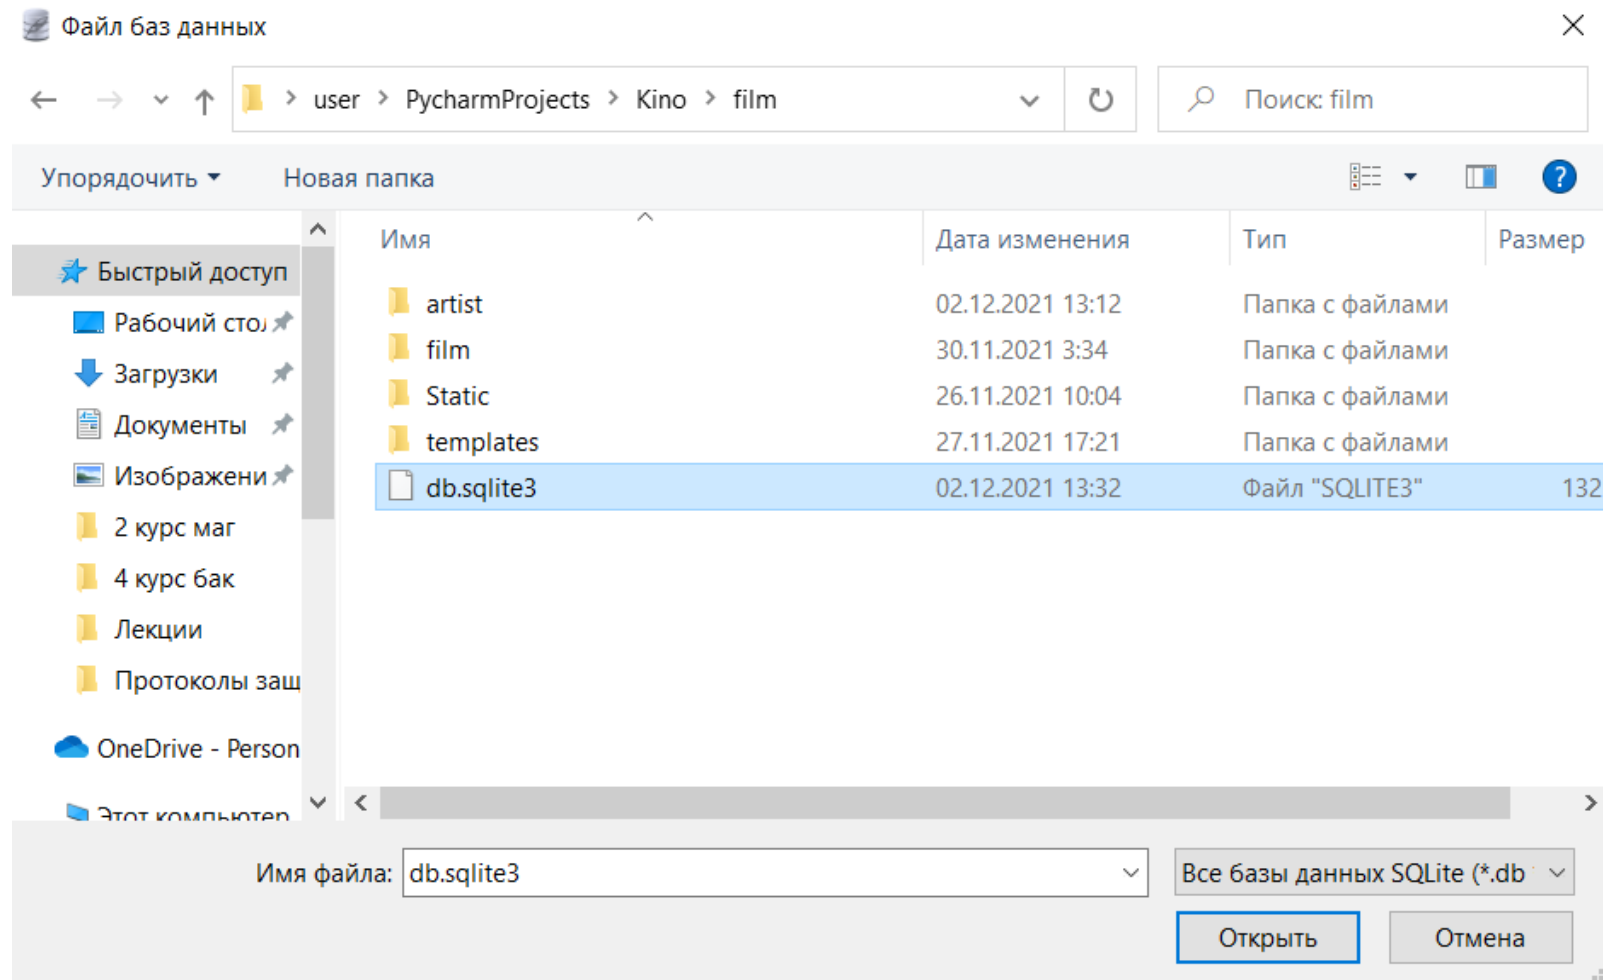 Файл баз данных
user > PycharmProjects > Kino > film
Поиск: film
Упорядочить Новая папка
Имя Дата изменения Тип Размер
Быстрый доступ
Рабочий стол
Загрузки
Документы
Изображени
2 курс маг
4 курс бак
Лекции
Протоколы защ
OneDrive - Person
Этот компьютер
artist 02.12.2021 13:12 Папка с файлами
film 30.11.2021 3:34 Папка с файлами
Static 26.11.2021 10:04 Папка с файлами
templates 27.11.2021 17:21 Папка с файлами
db.sqlite3 02.12.2021 13:32 Файл "SQLITE3" 132
Имя файла: db.sqlite3 Все базы данных SQLite (*.db
Открыть Отмена